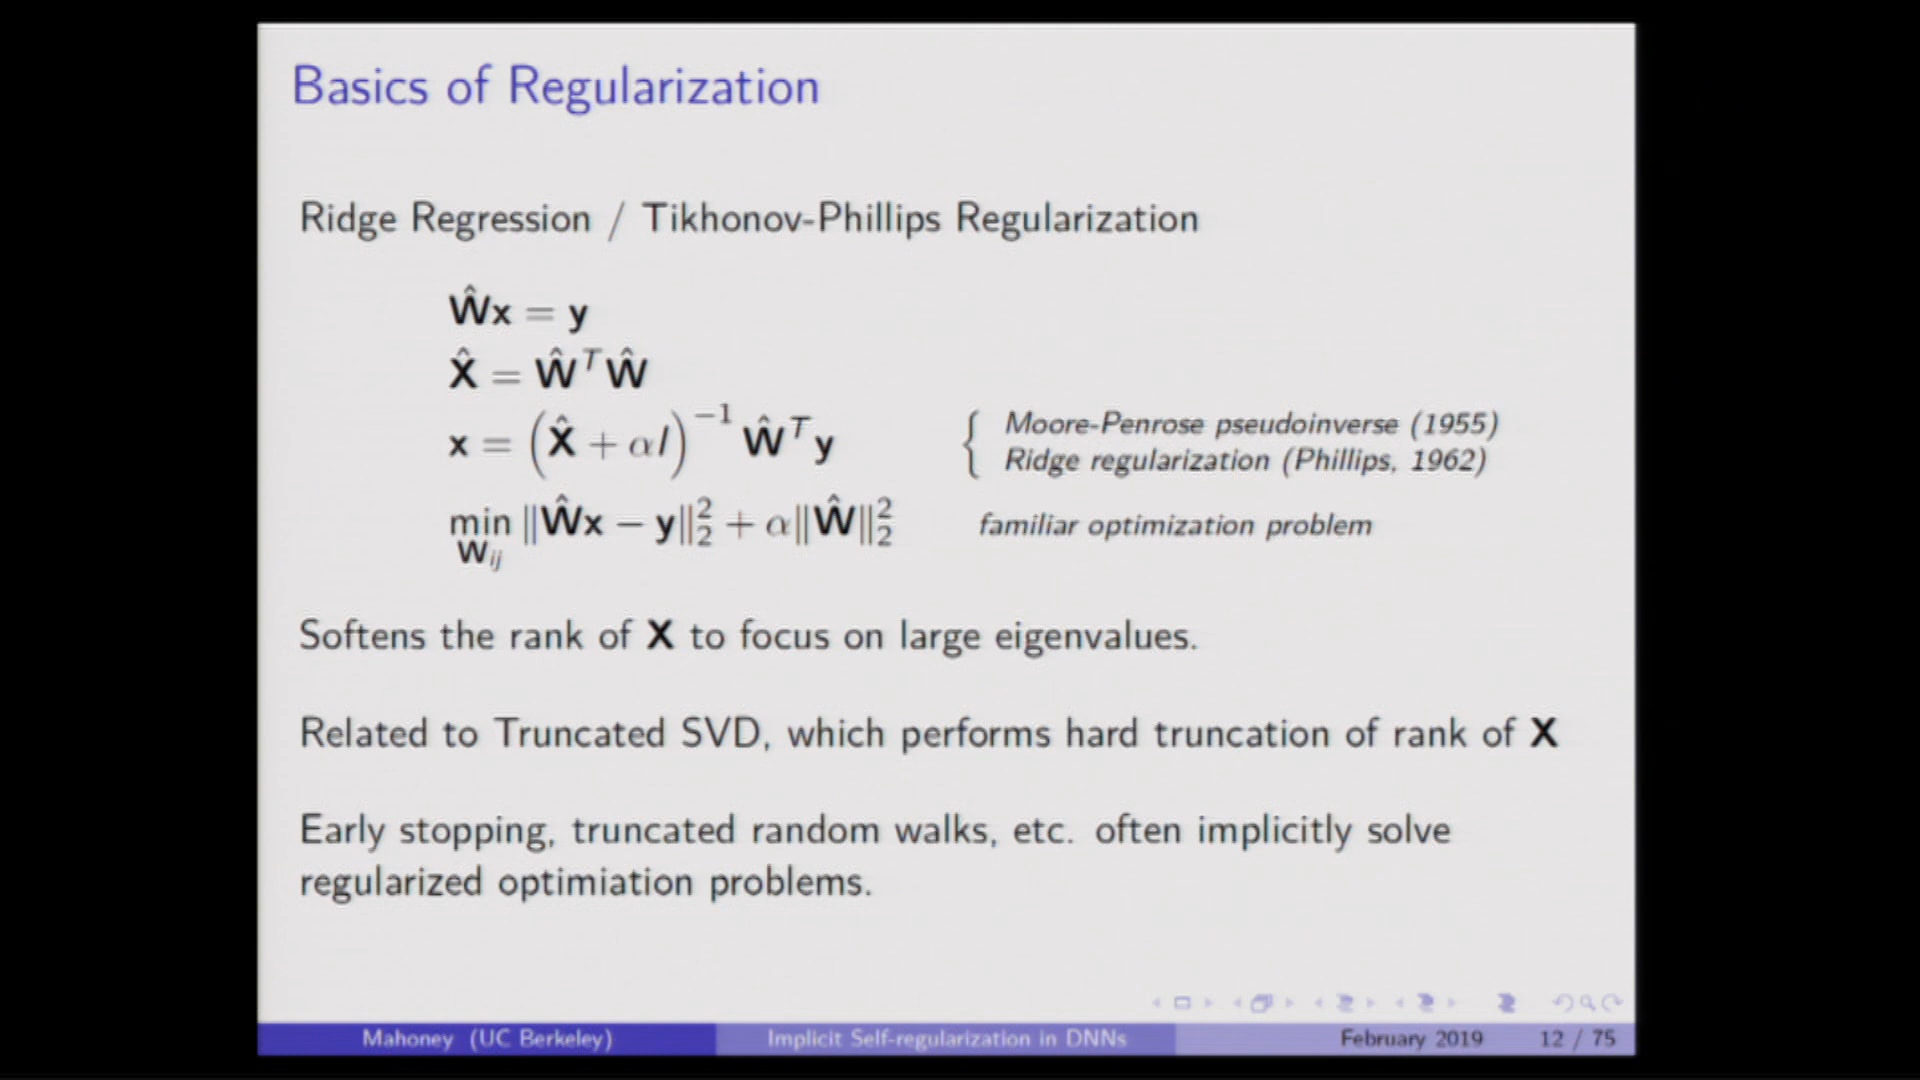 Basics of Regularization
Ridge Regression / Tikhonov-Phillips Regularization
Ŵx = y
X̂ = Ŵ^T Ŵ
x = (X̂ + αI)^−1 Ŵ^T y
Moore-Penrose pseudoinverse (1955)
Ridge regularization (Phillips, 1962)
min ‖Ŵx − y‖₂² + α‖Ŵ‖₂² familiar optimization problem
W_ij
Softens the rank of X to focus on large eigenvalues.
Related to Truncated SVD, which performs hard truncation of rank of X
Early stopping, truncated random walks, etc. often implicitly solve
regularized optimiation problems.
Mahoney (UC Berkeley) Implicit Self-regularization in DNNs February 2019 12 / 75